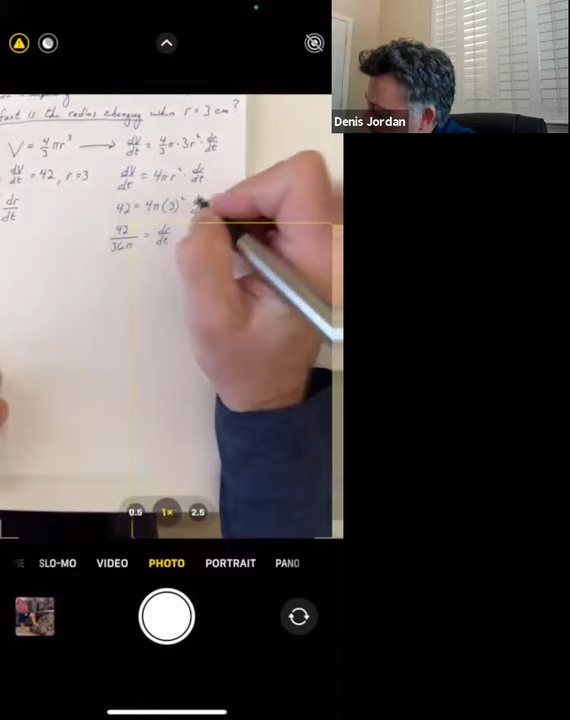 Denis Jordan
fast is the radius changing when r = 3 cm?
V = 4/3 πr³ ⟶ dV/dt = 4/3 π · 3r² · dr/dt
dV/dt = 42, r = 3 dV/dt = 4πr² · dr/dt
dr/dt 42 = 4π(3)²
42/36π = dr/dt
0.5 1× 2.5
SLO-MO VIDEO PHOTO PORTRAIT PANO